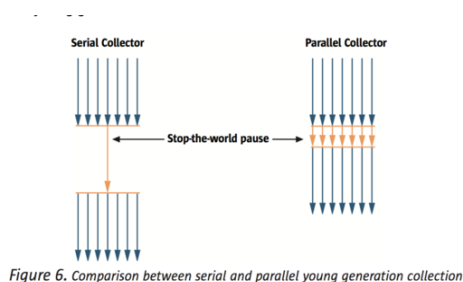 Serial Collector
Parallel Collector
Stop-the-world pause
Figure 6. Comparison between serial and parallel young generation collection